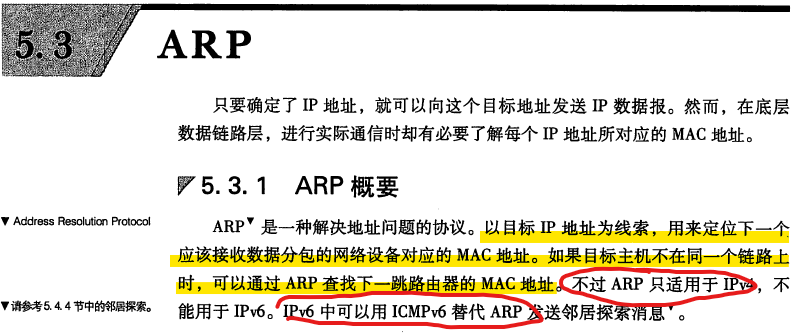 5.3 ARP
只要确定了 IP 地址，就可以向这个目标地址发送 IP 数据报。然而，在底层
数据链路层，进行实际通信时却有必要了解每个 IP 地址所对应的 MAC 地址。
5.3.1 ARP 概要
▼ Address Resolution Protocol
ARP▼ 是一种解决地址问题的协议。以目标 IP 地址为线索，用来定位下一个
应该接收数据分包的网络设备对应的 MAC 地址。如果目标主机不在同一个链路上
时，可以通过 ARP 查找下一跳路由器的 MAC 地址。不过 ARP 只适用于 IPv4，不
▼ 请参考5.4.4 节中的邻居探索。
能用于 IPv6。IPv6 中可以用 ICMPv6 替代 ARP 发送邻居探索消息▼。